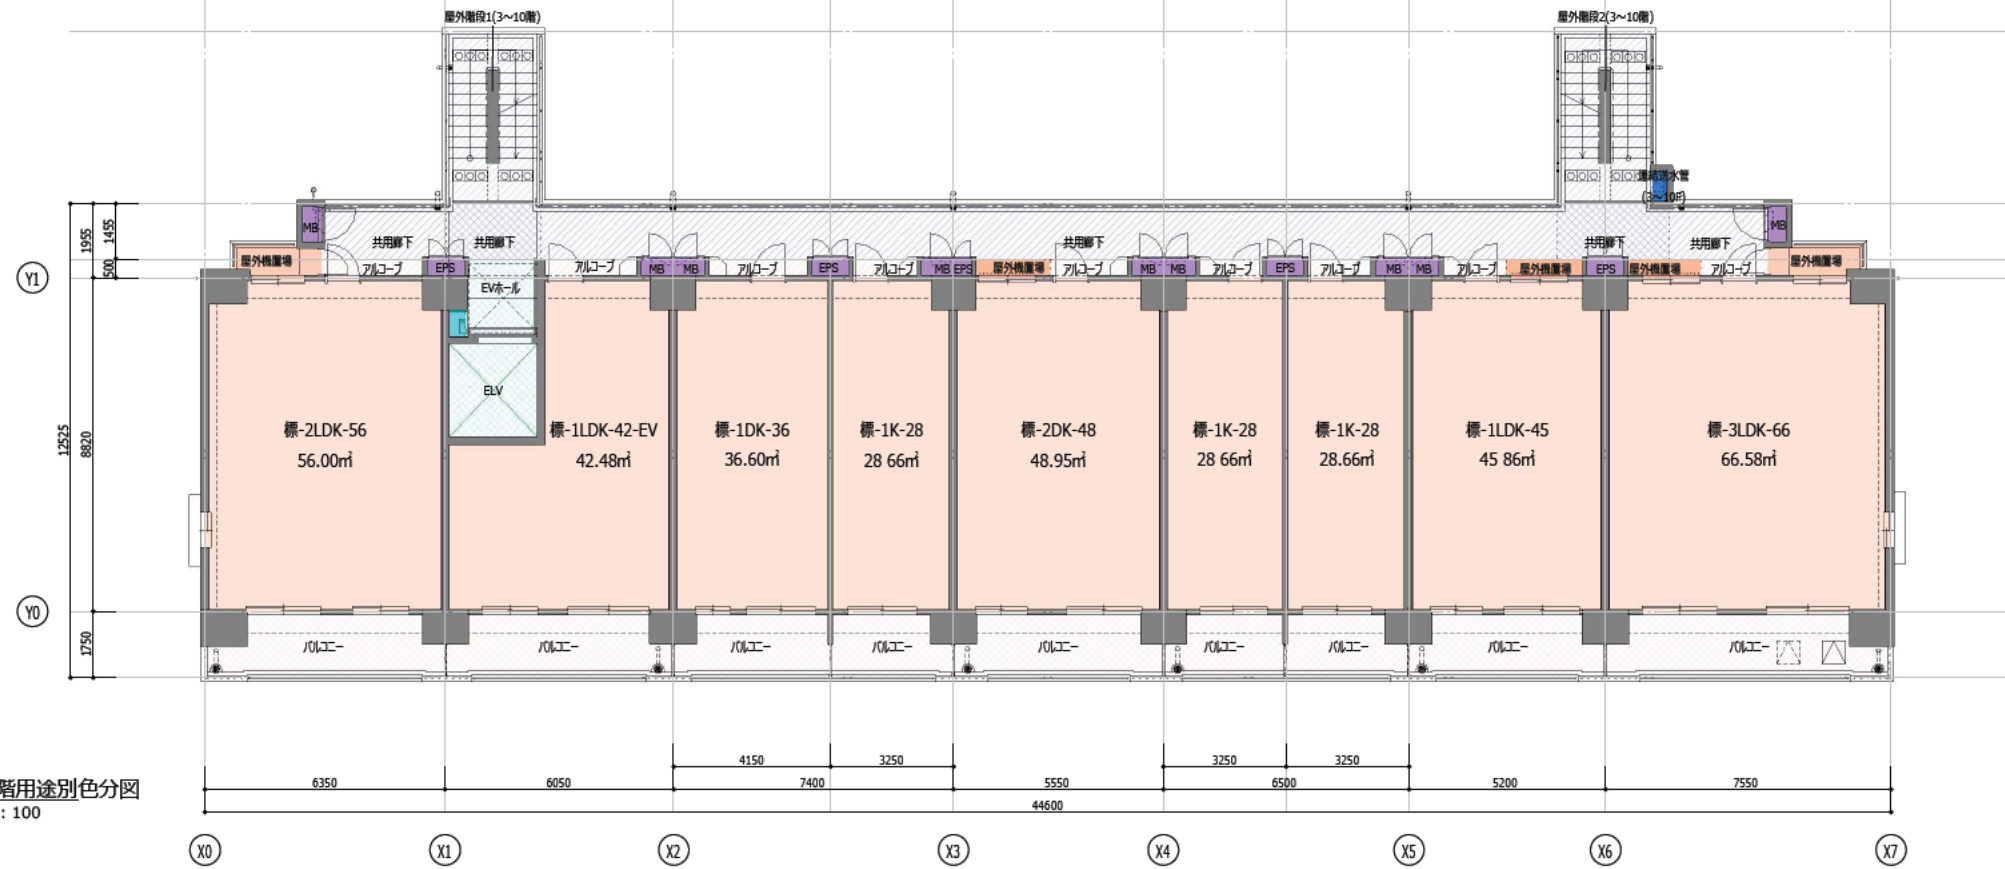 屋外階段1(3～10階)
屋外階段2(3～10階)
連結送水管
(3～10F)
MB
共用廊下
共用廊下
共用廊下
共用廊下
共用廊下
MB
屋外機置場
アルコーブ
EPS
アルコーブ
MB
MB
アルコーブ
EPS
アルコーブ
MB
EPS
屋外機置場
アルコーブ
MB
MB
アルコーブ
EPS
アルコーブ
MB
MB
アルコーブ
屋外機置場
EPS
屋外機置場
アルコーブ
屋外機置場
EVホール
ELV
1955
1455
500
12525
8820
1750
Y1
Y0
標-2LDK-56
56.00㎡
標-1LDK-42-EV
42.48㎡
標-1DK-36
36.60㎡
標-1K-28
28 66㎡
標-2DK-48
48.95㎡
標-1K-28
28 66㎡
標-1K-28
28.66㎡
標-1LDK-45
45 86㎡
標-3LDK-66
66.58㎡
バルコニー
バルコニー
バルコニー
バルコニー
バルコニー
バルコニー
バルコニー
バルコニー
バルコニー
4150
3250
3250
3250
6350
6050
7400
5550
6500
5200
7550
44600
階用途別色分図
: 100
X0
X1
X2
X3
X4
X5
X6
X7